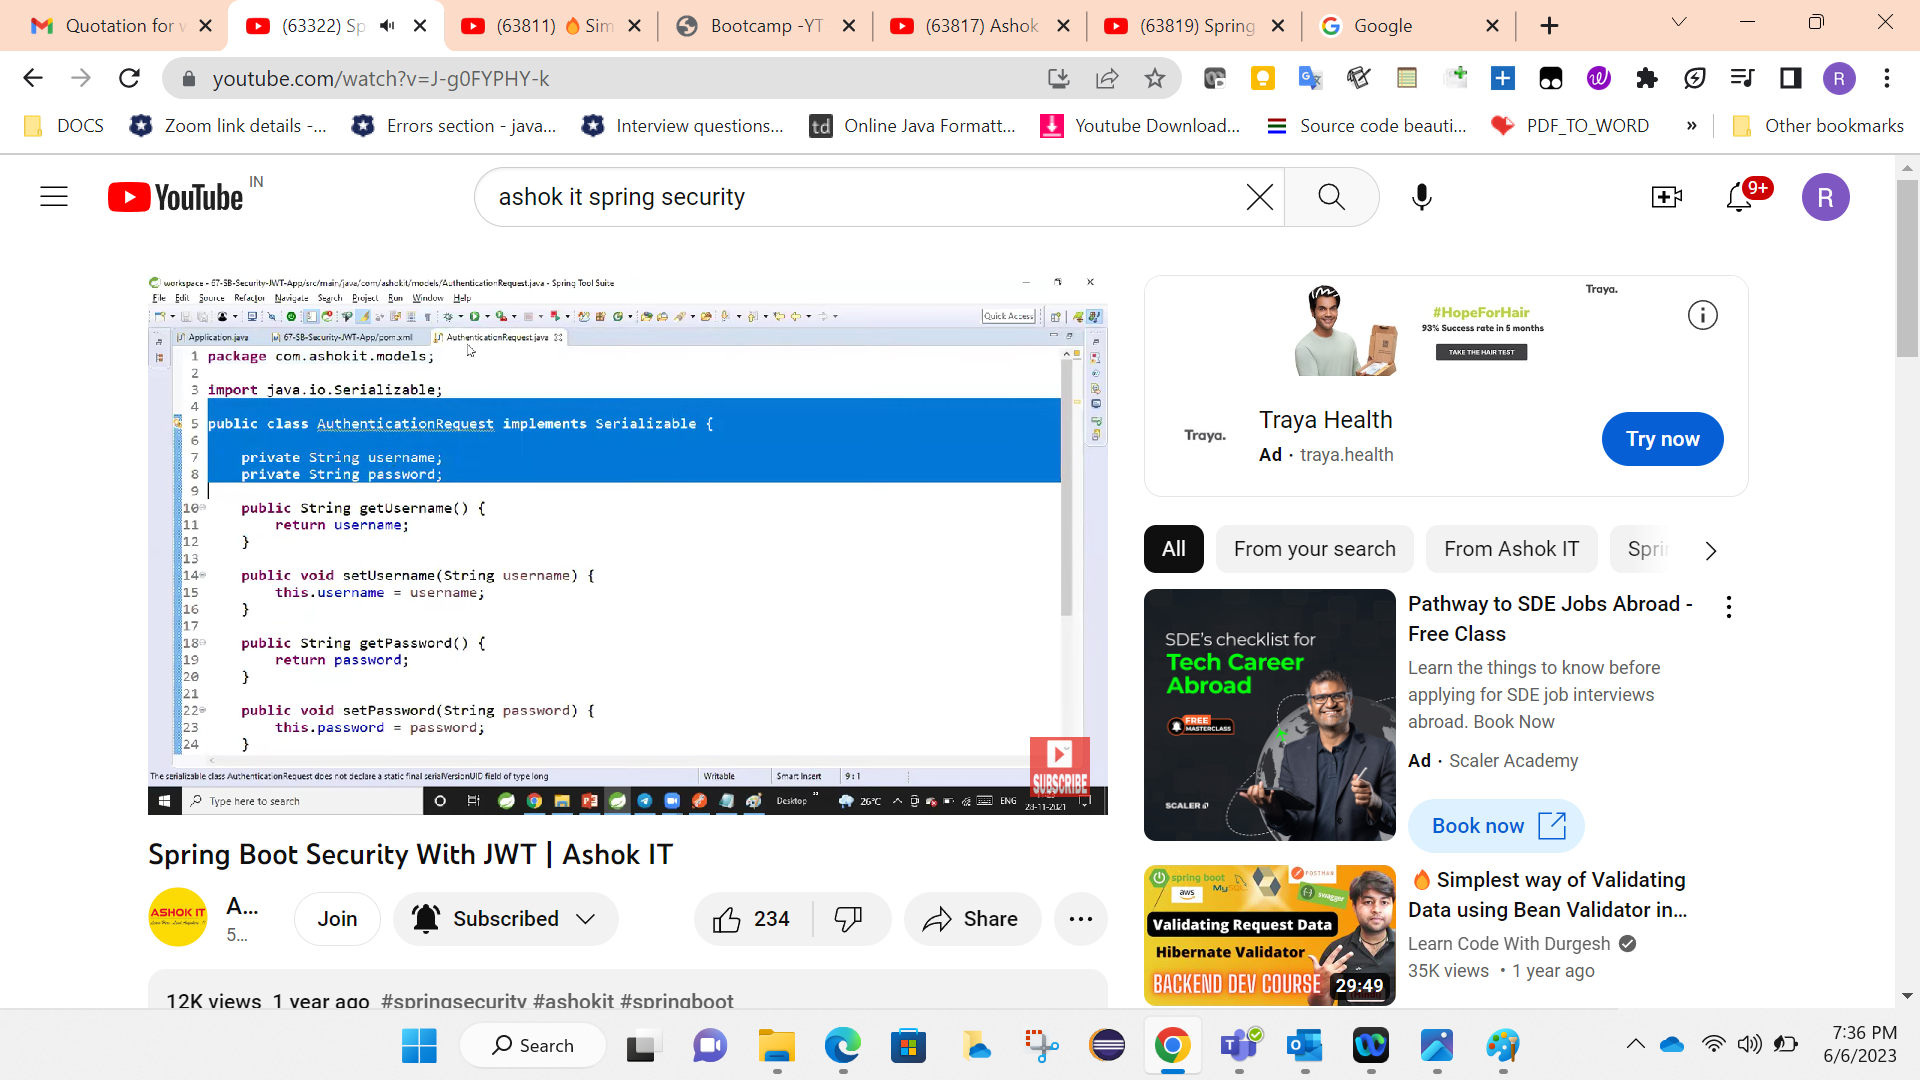 Quotation for
(63322) Sp
(63811) 🔥 Sim
Bootcamp -YT
(63817) Ashok
(63819) Spring
Google
youtube.com/watch?v=J-g0FYPHY-k
R
DOCS
Zoom link details -...
Errors section - java...
Interview questions...
td Online Java Formatt...
Youtube Download...
Source code beauti...
PDF_TO_WORD
»
Other bookmarks
YouTube IN
ashok it spring security
9+
R
workspace - 67-SB-Security-JWT-App/src/main/java/com/ashokit/models/AuthenticationRequest.java - Spring Tool Suite
File Edit Source Refactor Navigate Search Project Run Window Help
Quick Access
Application.java 67-SB-Security-JWT-App/pom.xml AuthenticationRequest.java
1 package com.ashokit.models;
2
3 import java.io.Serializable;
4
5 public class AuthenticationRequest implements Serializable {
6
7 private String username;
8 private String password;
9
10 public String getUsername() {
11 return username;
12 }
13
14 public void setUsername(String username) {
15 this.username = username;
16 }
17
18 public String getPassword() {
19 return password;
20 }
21
22 public void setPassword(String password) {
23 this.password = password;
24 }
The serializable class AuthenticationRequest does not declare a static final serialVersionUID field of type long
Writable Smart Insert 9 : 1
SUBSCRIBE
Type here to search
Desktop
26°C
ENG
28-11-2021
Spring Boot Security With JWT | Ashok IT
ASHOK IT
A...
5...
Join
Subscribed
234
Share
12K views 1 year ago #springsecurity #ashokit #springboot
Traya.
#HopeForHair
93% Success rate in 5 months
TAKE THE HAIR TEST
Traya.
Traya Health
Ad · traya.health
Try now
All
From your search
From Ashok IT
Spri
SDE's checklist for
Tech Career
Abroad
FREE
MASTERCLASS
SCALER
Pathway to SDE Jobs Abroad -
Free Class
Learn the things to know before
applying for SDE job interviews
abroad. Book Now
Ad · Scaler Academy
Book now
spring boot
aws
MySQL
POSTMAN
swagger
Validating Request Data
Hibernate Validator
BACKEND DEV COURSE
29:49
🔥 Simplest way of Validating
Data using Bean Validator in...
Learn Code With Durgesh
35K views • 1 year ago
Search
7:36 PM
6/6/2023